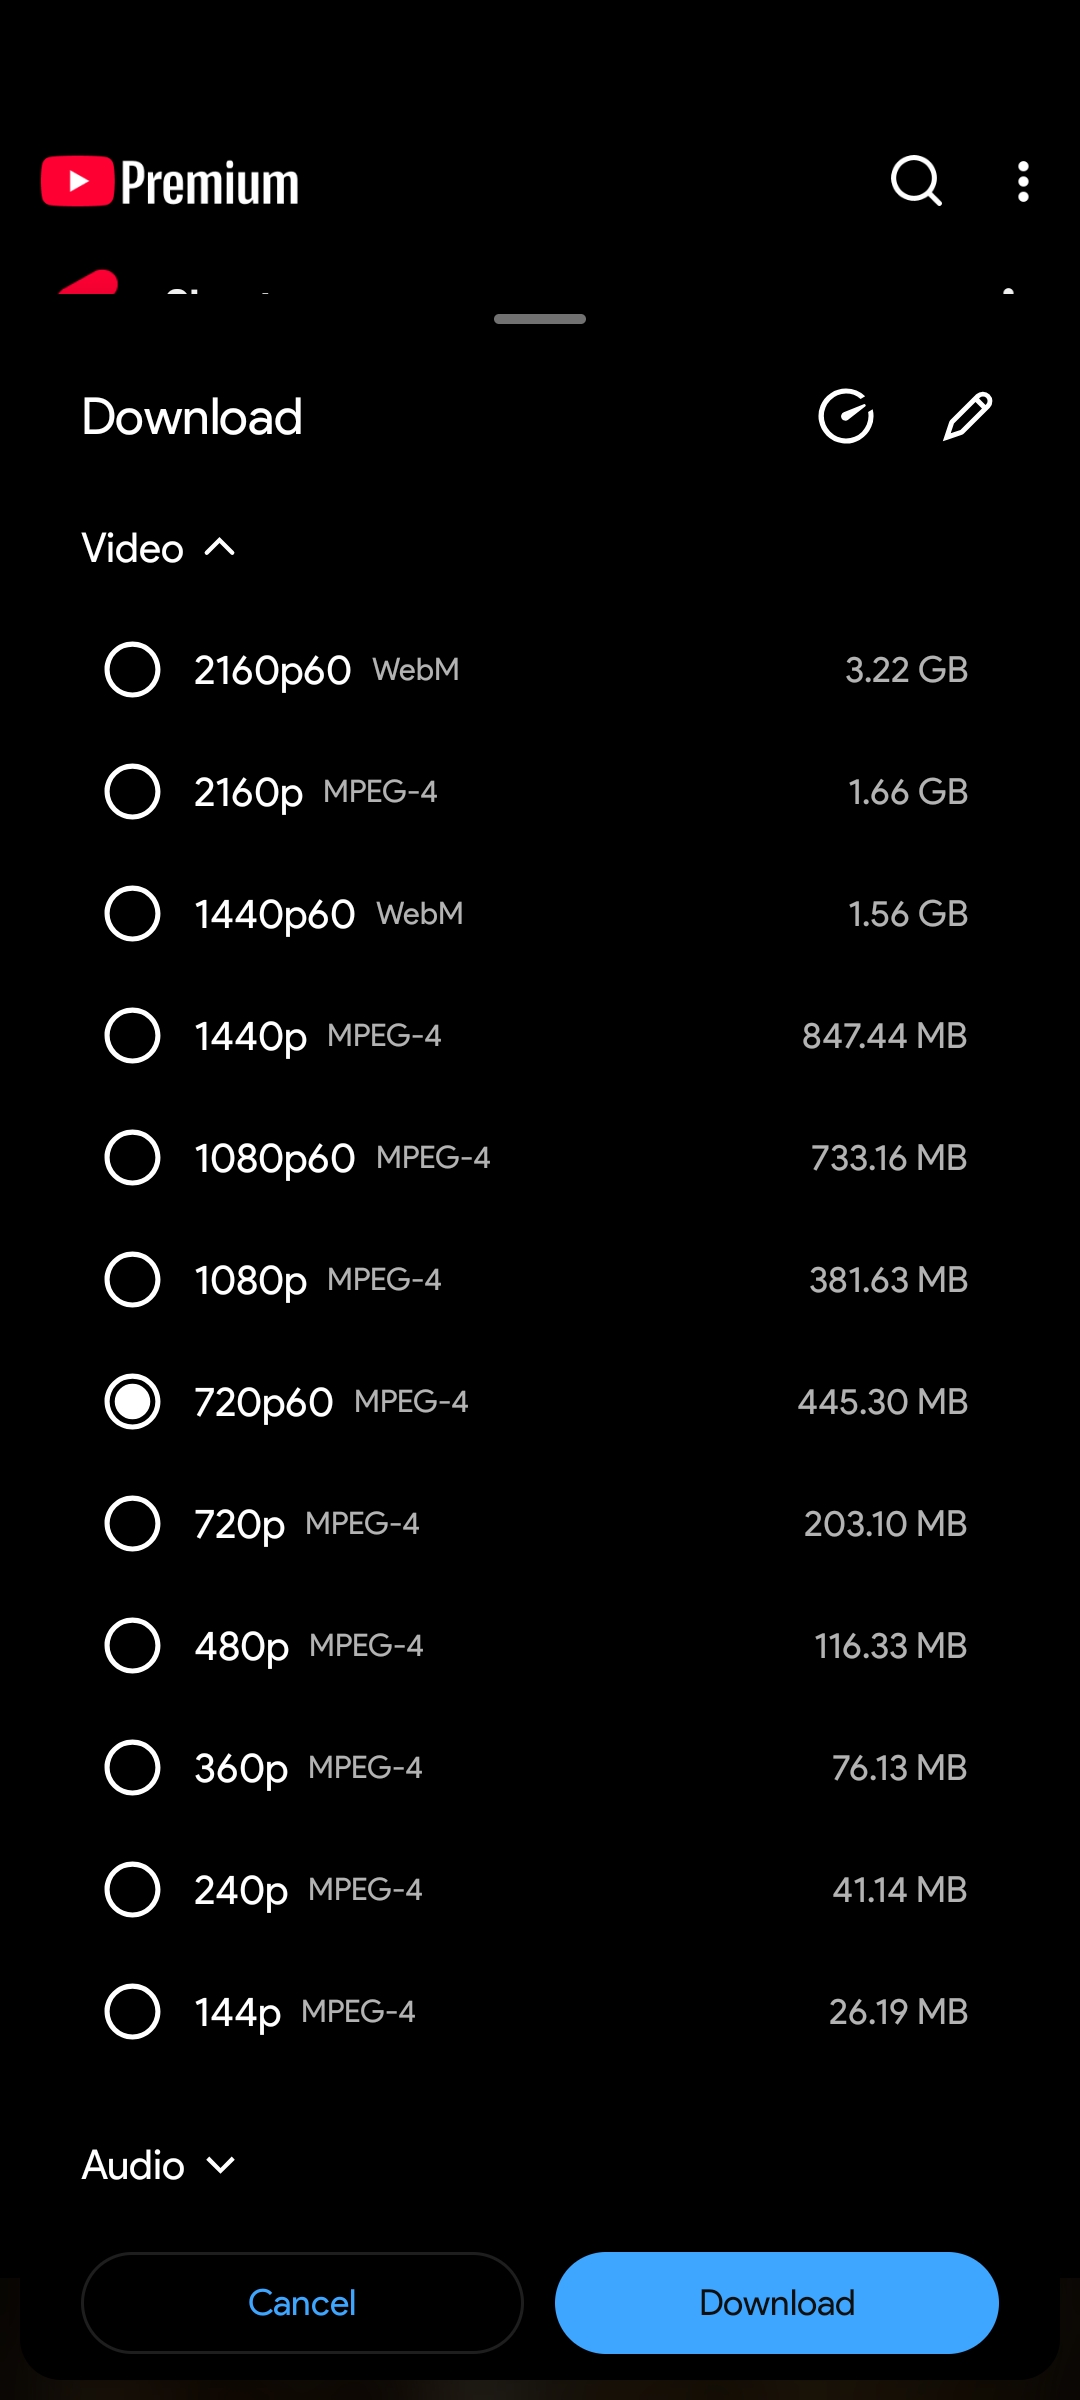 Premium
Download
Video
2160p60 WebM 3.22 GB
2160p MPEG-4 1.66 GB
1440p60 WebM 1.56 GB
1440p MPEG-4 847.44 MB
1080p60 MPEG-4 733.16 MB
1080p MPEG-4 381.63 MB
720p60 MPEG-4 445.30 MB
720p MPEG-4 203.10 MB
480p MPEG-4 116.33 MB
360p MPEG-4 76.13 MB
240p MPEG-4 41.14 MB
144p MPEG-4 26.19 MB
Audio
Cancel Download